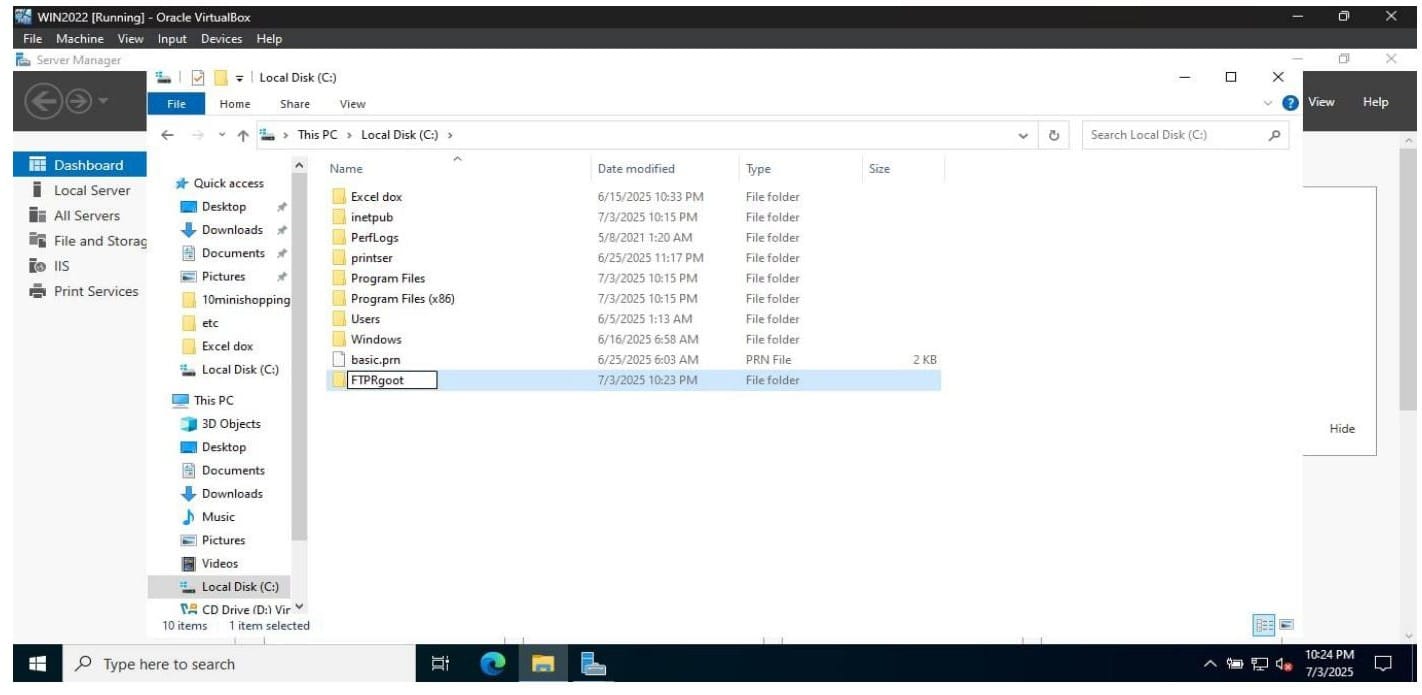 WIN2022 [Running] - Oracle VirtualBox
File Machine View Input Devices Help
Server Manager
Local Disk (C:)
File Home Share View
View Help
This PC > Local Disk (C:) >
Search Local Disk (C:)
Dashboard
Local Server
All Servers
File and Storag
IIS
Print Services
Quick access
Desktop
Downloads
Documents
Pictures
10minishopping
etc
Excel dox
Local Disk (C:)
This PC
3D Objects
Desktop
Documents
Downloads
Music
Pictures
Videos
Local Disk (C:)
CD Drive (D:) Vir
Name Date modified Type Size
Excel dox 6/15/2025 10:33 PM File folder
inetpub 7/3/2025 10:15 PM File folder
PerfLogs 5/8/2021 1:20 AM File folder
printser 6/25/2025 11:17 PM File folder
Program Files 7/3/2025 10:15 PM File folder
Program Files (x86) 7/3/2025 10:15 PM File folder
Users 6/5/2025 1:13 AM File folder
Windows 6/16/2025 6:58 AM File folder
basic.prn 6/25/2025 6:03 AM PRN File 2 KB
FTPRgoot 7/3/2025 10:23 PM File folder
Hide
10 items 1 item selected
Type here to search
10:24 PM
7/3/2025